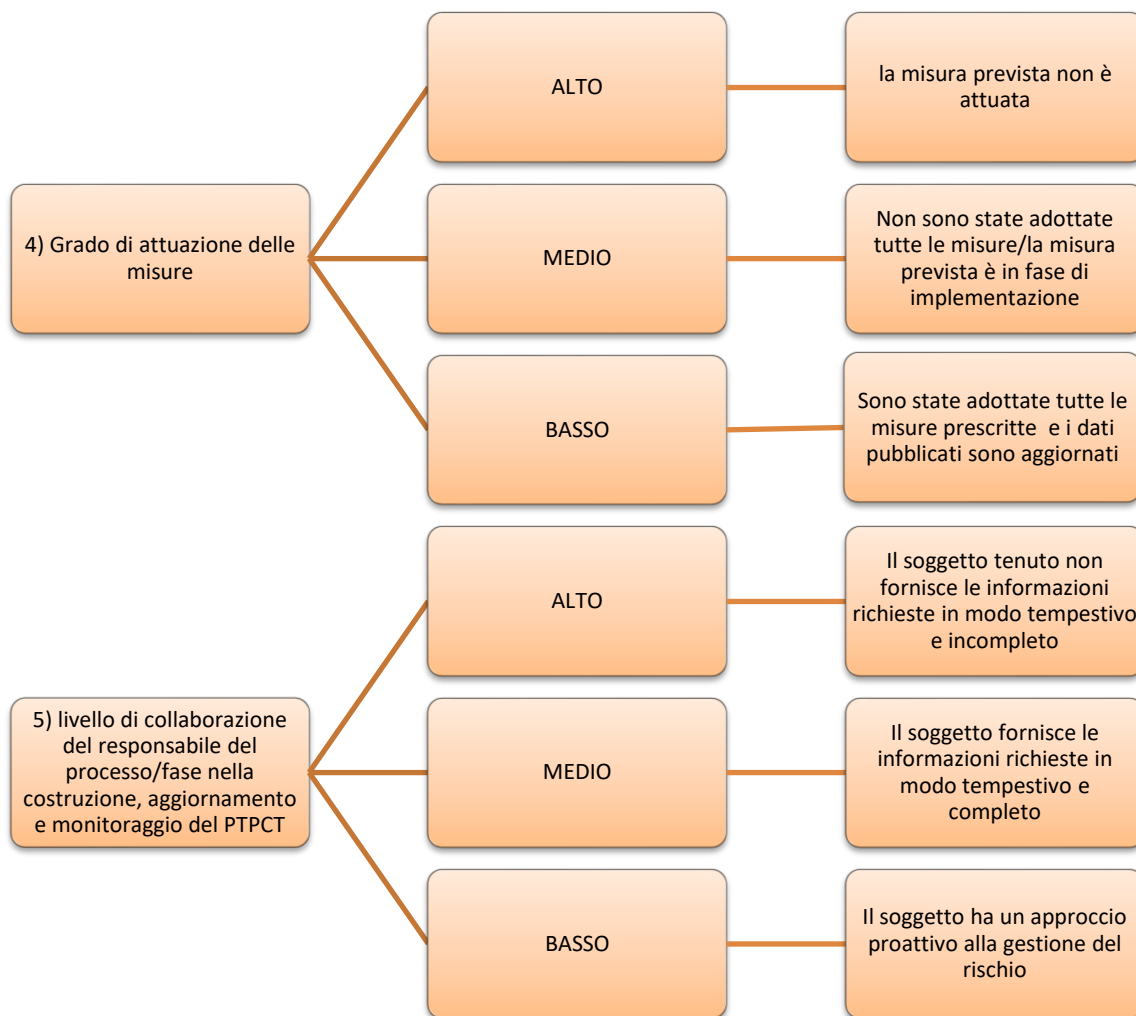 4) Grado di attuazione delle
misure
ALTO
la misura prevista non è
attuata
MEDIO
Non sono state adottate
tutte le misure/la misura
prevista è in fase di
implementazione
BASSO
Sono state adottate tutte le
misure prescritte  e i dati
pubblicati sono aggiornati
5) livello di collaborazione
del responsabile del
processo/fase nella
costruzione, aggiornamento
e monitoraggio del PTPCT
ALTO
Il soggetto tenuto non
fornisce le informazioni
richieste in modo tempestivo
e incompleto
MEDIO
Il soggetto fornisce le
informazioni richieste in
modo tempestivo e
completo
BASSO
Il soggetto ha un approccio
proattivo alla gestione del
rischio